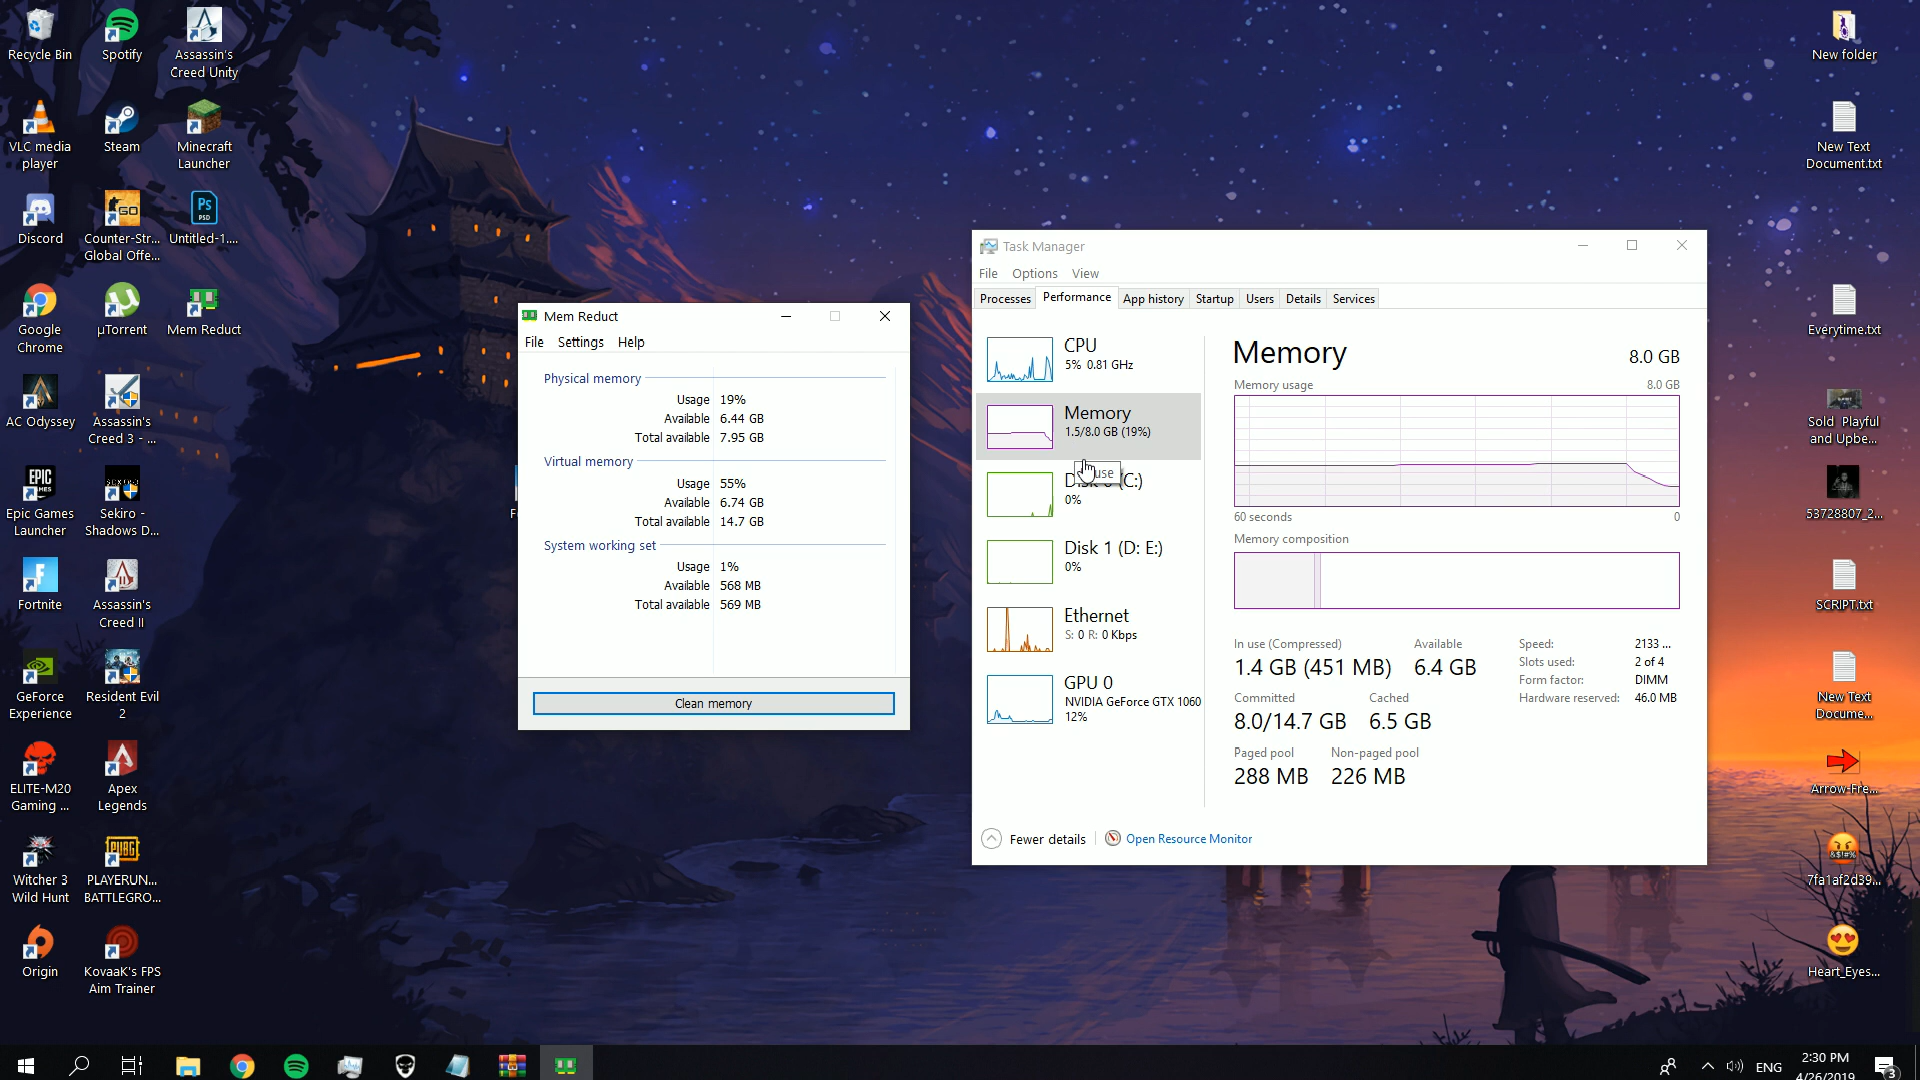 Recycle Bin
Spotify
Assassin's
Creed Unity
VLC media
player
Steam
Minecraft
Launcher
Discord
Counter-Str...
Global Offe...
Untitled-1....
Google
Chrome
µTorrent
Mem Reduct
AC Odyssey
Assassin's
Creed 3 - ...
Epic Games
Launcher
Sekiro -
Shadows D...
Fortnite
Assassin's
Creed II
GeForce
Experience
Resident Evil
2
ELITE-M20
Gaming ...
Apex
Legends
Witcher 3
Wild Hunt
PLAYERUN...
BATTLEGRO...
Origin
KovaaK's FPS
Aim Trainer
Mem Reduct
File Settings Help
Physical memory
Usage 19%
Available 6.44 GB
Total available 7.95 GB
Virtual memory
Usage 55%
Available 6.74 GB
Total available 14.7 GB
System working set
Usage 1%
Available 568 MB
Total available 569 MB
Clean memory
Task Manager
File Options View
Processes Performance App history Startup Users Details Services
CPU
5% 0.81 GHz
Memory
1.5/8.0 GB (19%)
(C:)
0%
Disk 1 (D: E:)
0%
Ethernet
S: 0 R: 0 Kbps
GPU 0
NVIDIA GeForce GTX 1060
12%
Memory 8.0 GB
Memory usage 8.0 GB
60 seconds 0
Memory composition
In use (Compressed)
1.4 GB (451 MB)
Available
6.4 GB
Committed
8.0/14.7 GB
Cached
6.5 GB
Paged pool
288 MB
Non-paged pool
226 MB
Speed: 2133 ...
Slots used: 2 of 4
Form factor: DIMM
Hardware reserved: 46.0 MB
Fewer details
Open Resource Monitor
New folder
New Text
Document.txt
Everytime.txt
Sold Playful
and Upbe...
53728807_2...
SCRIPT.txt
New Text
Docume...
Arrow-Fre...
7fa1af2d39...
Heart_Eyes...
ENG
2:30 PM
4/26/2019
3